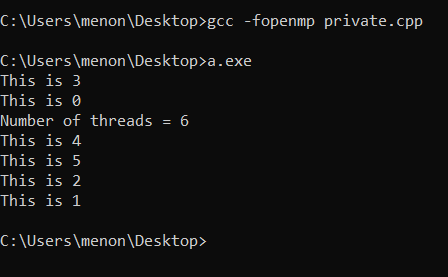 C:\Users\menon\Desktop>gcc -fopenmp private.cpp
C:\Users\menon\Desktop>a.exe
This is 3
This is 0
Number of threads = 6
This is 4
This is 5
This is 2
This is 1
C:\Users\menon\Desktop>